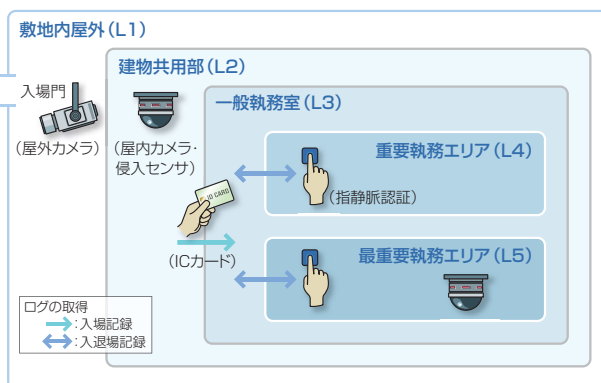 敷地内屋外(L1)
建物共用部(L2)
入場門
一般執務室(L3)
(屋外カメラ)
(屋内カメラ・
侵入センサ)
重要執務エリア(L4)
(指静脈認証)
ID CARD
(ICカード)
最重要執務エリア(L5)
ログの取得
:入場記録
:入退場記録